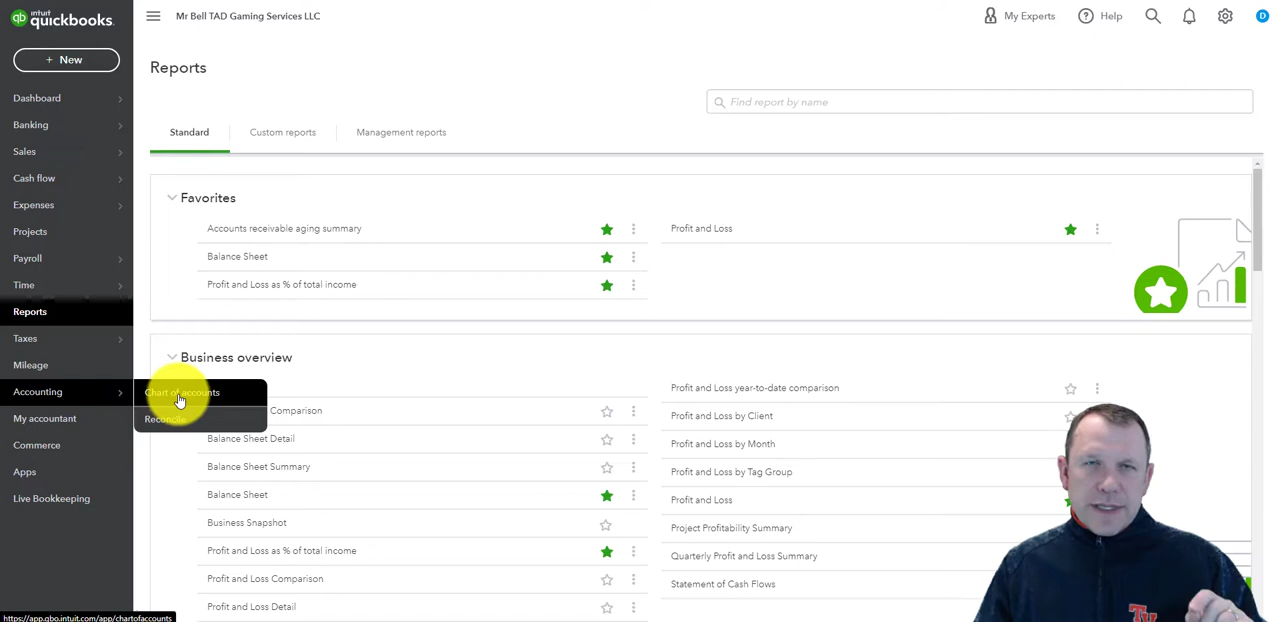 intuit
quickbooks.
Mr Bell TAD Gaming Services LLC
My Experts
Help
D
+ New
Dashboard
Banking
Sales
Cash flow
Expenses
Projects
Payroll
Time
Reports
Taxes
Mileage
Accounting
My accountant
Commerce
Apps
Live Bookkeeping
Chart of accounts
Reconcile
Reports
Find report by name
Standard
Custom reports
Management reports
Favorites
Accounts receivable aging summary
Balance Sheet
Profit and Loss as % of total income
Profit and Loss
Business overview
Comparison
Balance Sheet Detail
Balance Sheet Summary
Balance Sheet
Business Snapshot
Profit and Loss as % of total income
Profit and Loss Comparison
Profit and Loss Detail
Profit and Loss year-to-date comparison
Profit and Loss by Client
Profit and Loss by Month
Profit and Loss by Tag Group
Profit and Loss
Project Profitability Summary
Quarterly Profit and Loss Summary
Statement of Cash Flows
https://app.qbo.intuit.com/app/chartofaccounts